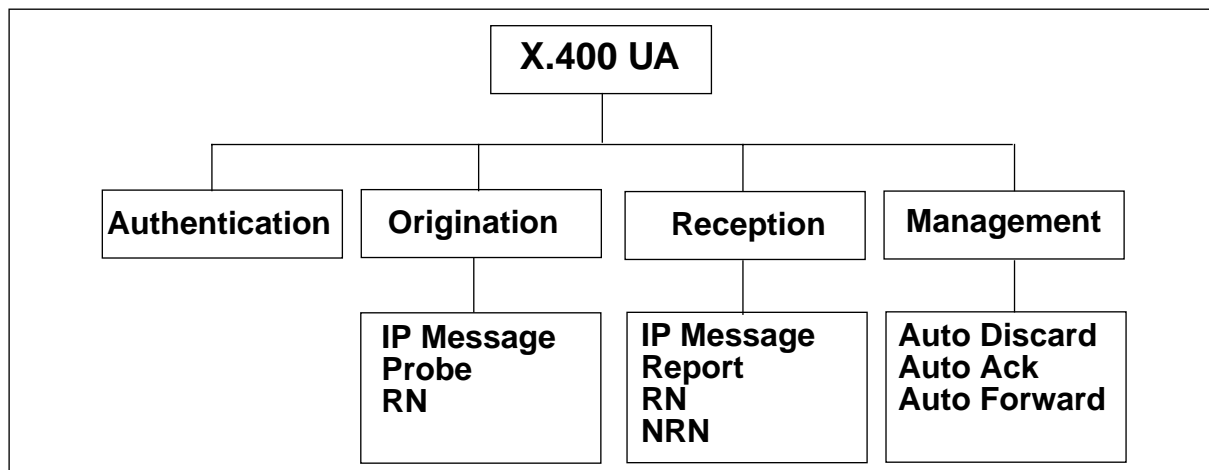 X.400 UA
Authentication
Origination
Reception
Management
IP Message
Probe
RN
IP Message
Report
RN
NRN
Auto Discard
Auto Ack
Auto Forward